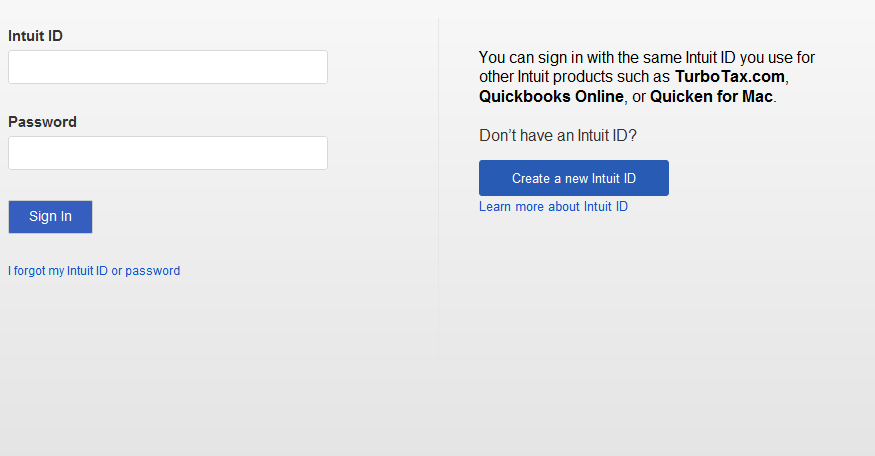 Intuit ID
Password
Sign In
I forgot my Intuit ID or password
You can sign in with the same Intuit ID you use for
other Intuit products such as TurboTax.com,
Quickbooks Online, or Quicken for Mac.
Don’t have an Intuit ID?
Create a new Intuit ID
Learn more about Intuit ID